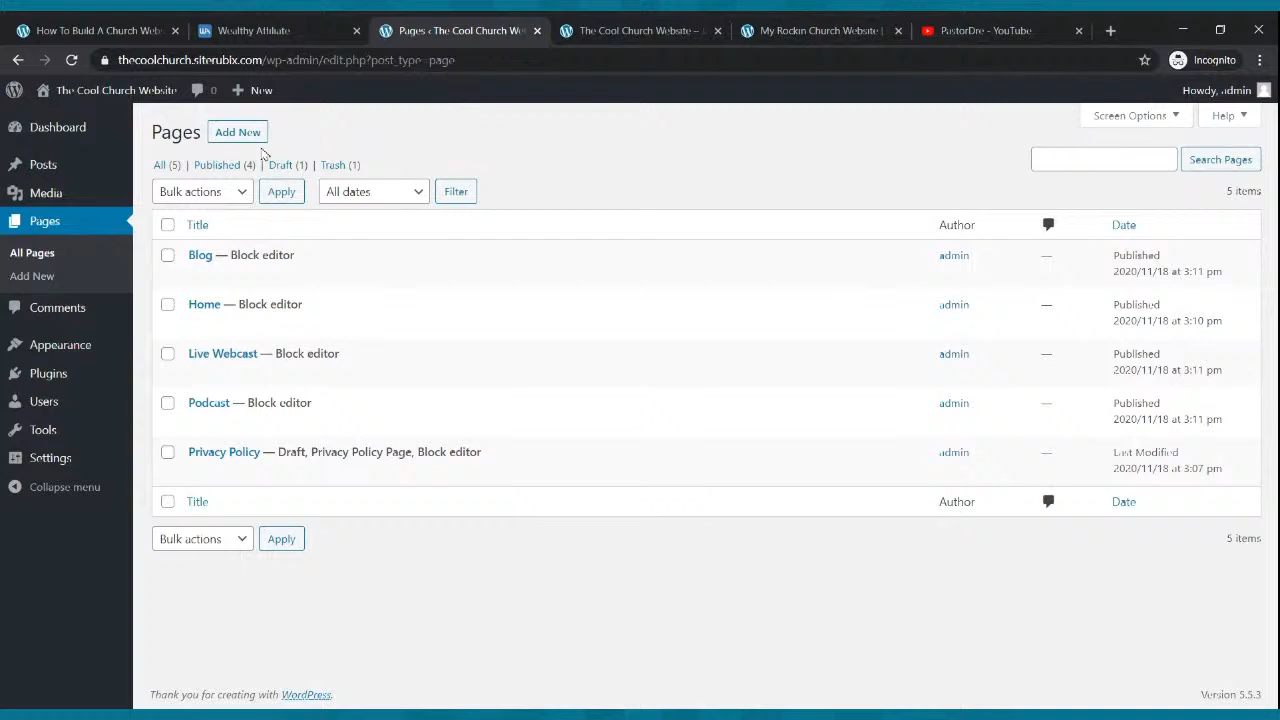 How To Build A Church Web
Wealthy Affiliate
Pages ‹ The Cool Church We
The Cool Church Website –
My Rockin Church Website |
PastorDre - YouTube
Incognito
thecoolchurch.siterubix.com/wp-admin/edit.php?post_type=page
The Cool Church Website
0
New
Howdy, admin
Dashboard
Posts
Media
Pages
All Pages
Add New
Comments
Appearance
Plugins
Users
Tools
Settings
Collapse menu
Screen Options
Help
Pages
Add New
All (5) | Published (4) | Draft (1) | Trash (1)
Search Pages
Bulk actions
Apply
All dates
Filter
5 items
Title
Author
Date
Blog — Block editor
admin
—
Published
2020/11/18 at 3:11 pm
Home — Block editor
admin
—
Published
2020/11/18 at 3:10 pm
Live Webcast — Block editor
admin
—
Published
2020/11/18 at 3:11 pm
Podcast — Block editor
admin
—
Published
2020/11/18 at 3:11 pm
Privacy Policy — Draft, Privacy Policy Page, Block editor
admin
—
Last Modified
2020/11/18 at 3:07 pm
Title
Author
Date
Bulk actions
Apply
5 items
Thank you for creating with WordPress.
Version 5.5.3